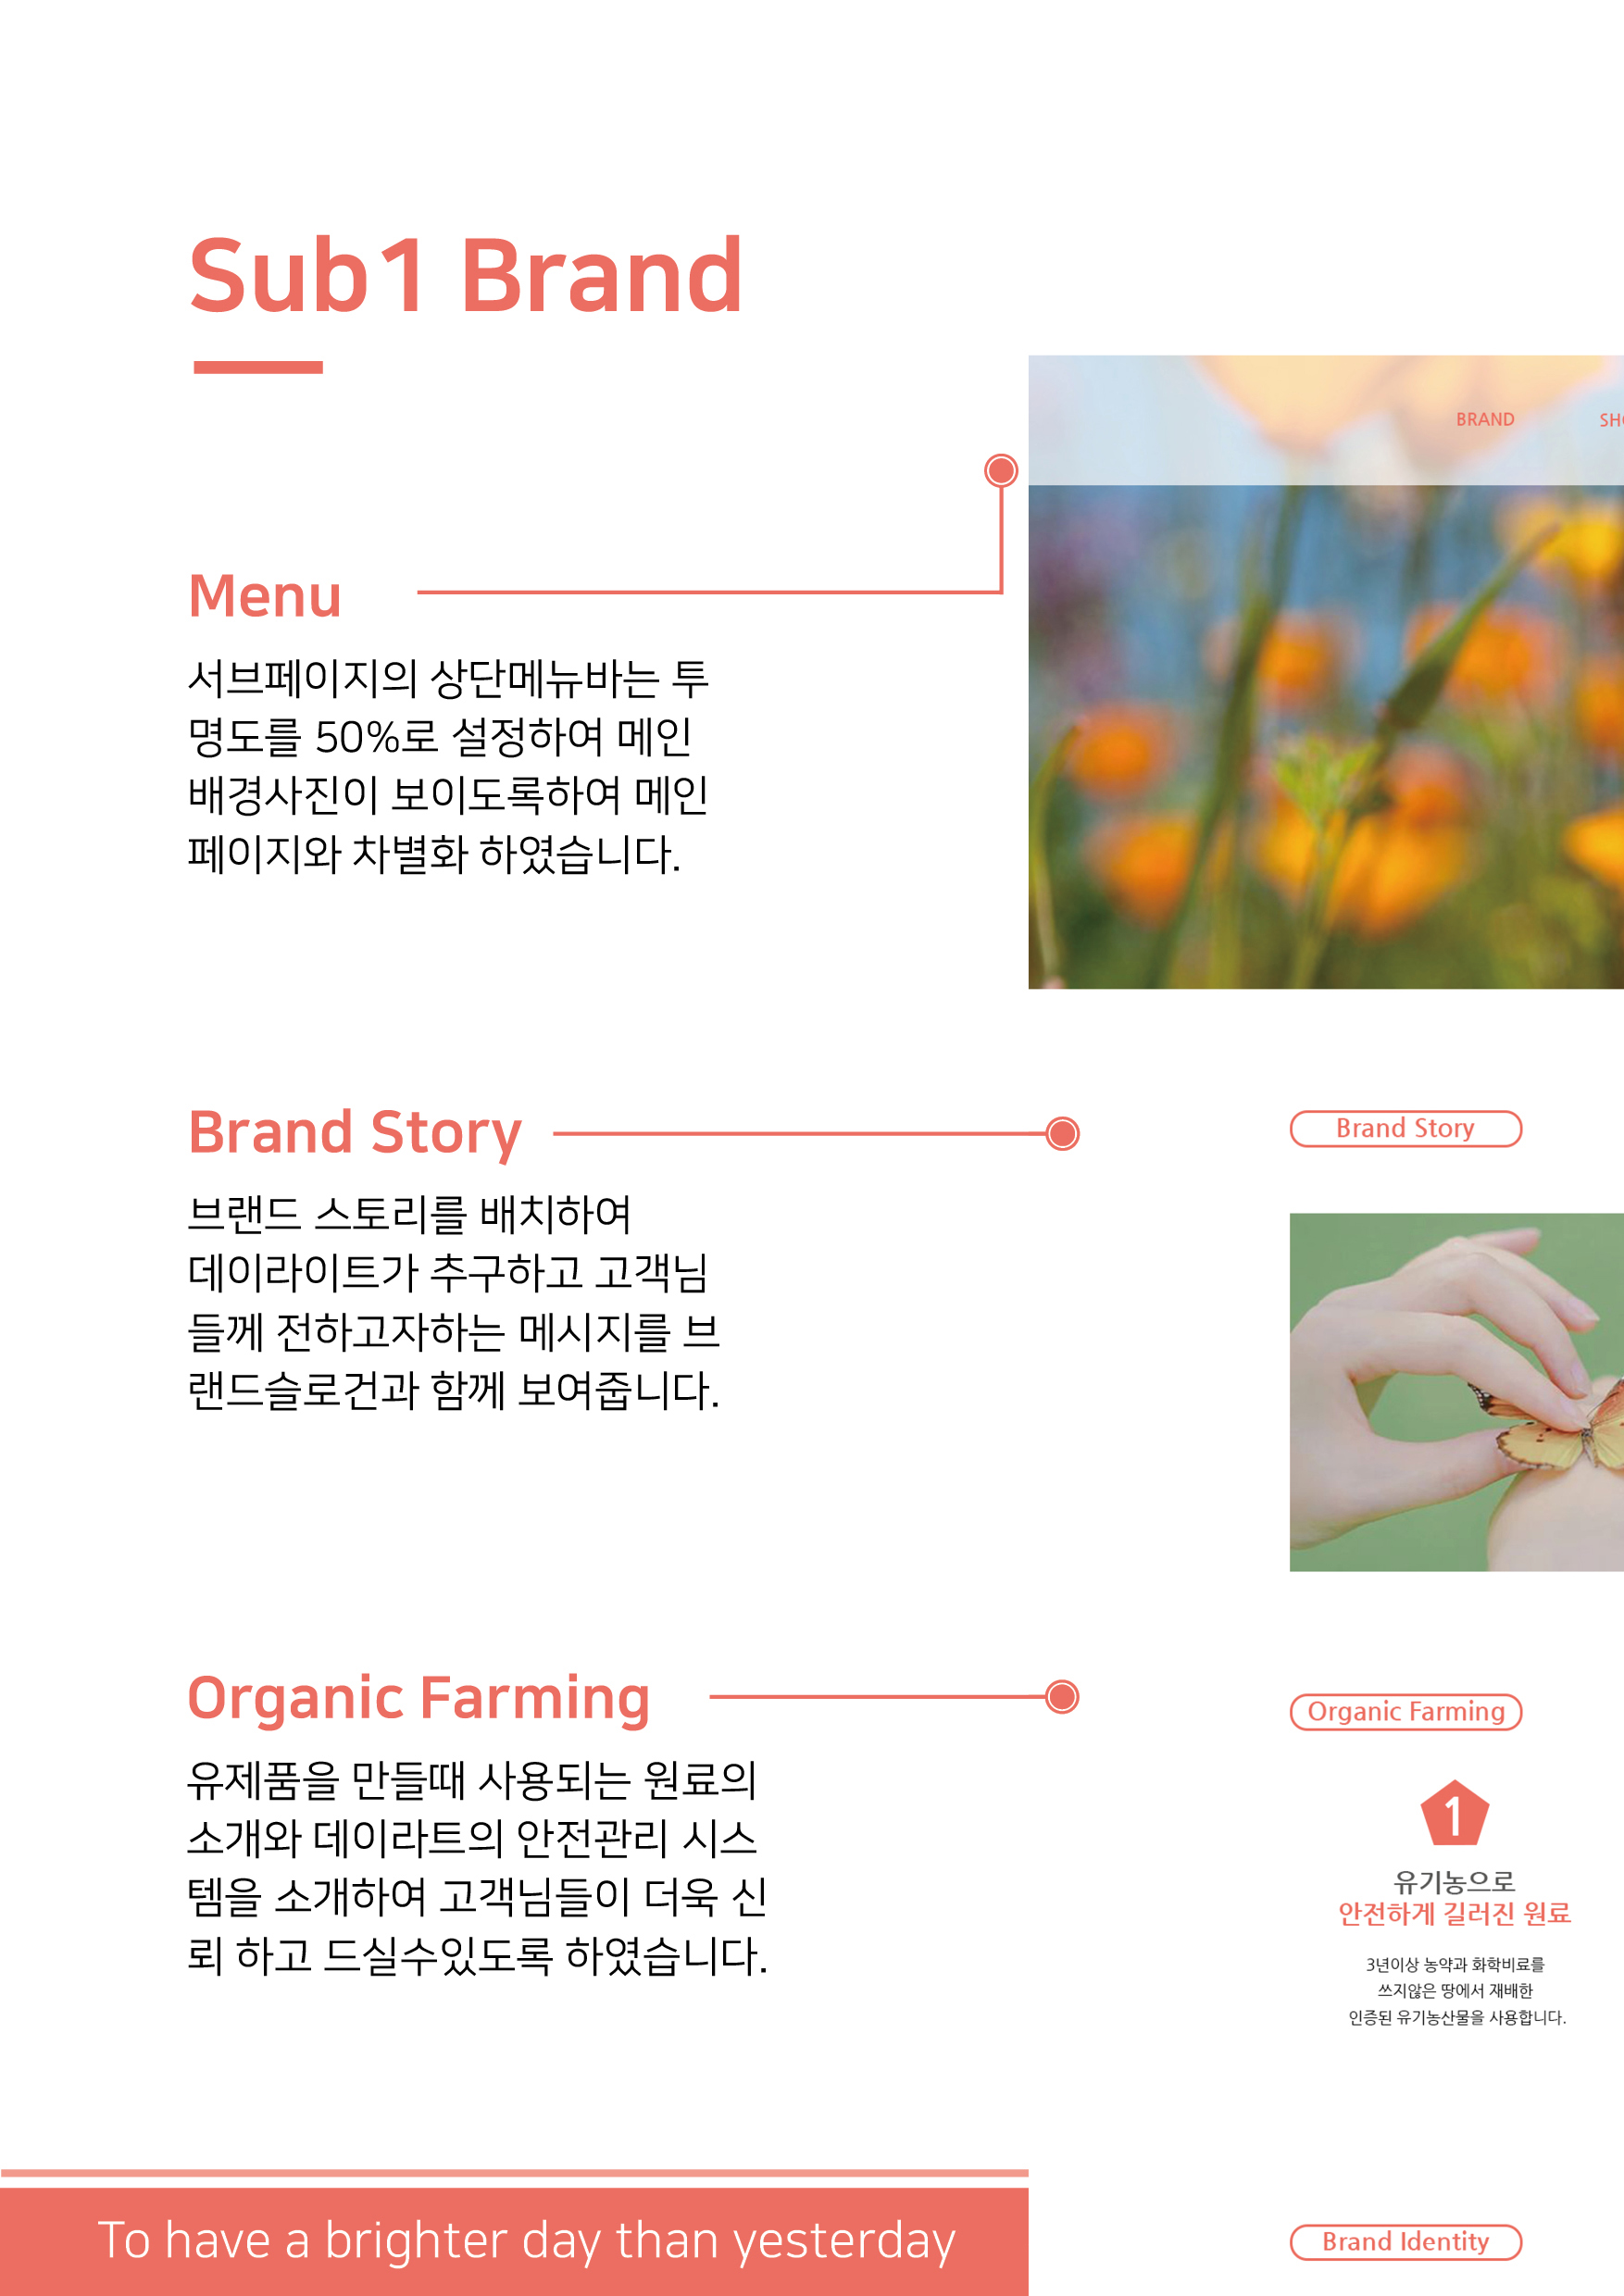 Sub1 Brand
BRAND
Menu
서브페이지의 상단메뉴바는 투
명도를 50%로 설정하여 메인
배경사진이 보이도록하여 메인
페이지와 차별화 하였습니다.
Brand Story
브랜드 스토리를 배치하여
데이라이트가 추구하고 고객님
들께 전하고자하는 메시지를 브
랜드슬로건과 함께 보여줍니다.
Brand Story
Organic Farming
유제품을 만들때 사용되는 원료의
소개와 데이라트의 안전관리 시스
템을 소개하여 고객님들이 더욱 신
뢰 하고 드실수있도록 하였습니다.
Organic Farming
1
유기농으로
안전하게 길러진 원료
3년이상 농약과 화학비료를
쓰지않은 땅에서 재배한
인증된 유기농산물을 사용합니다.
To have a brighter day than yesterday
Brand Identity